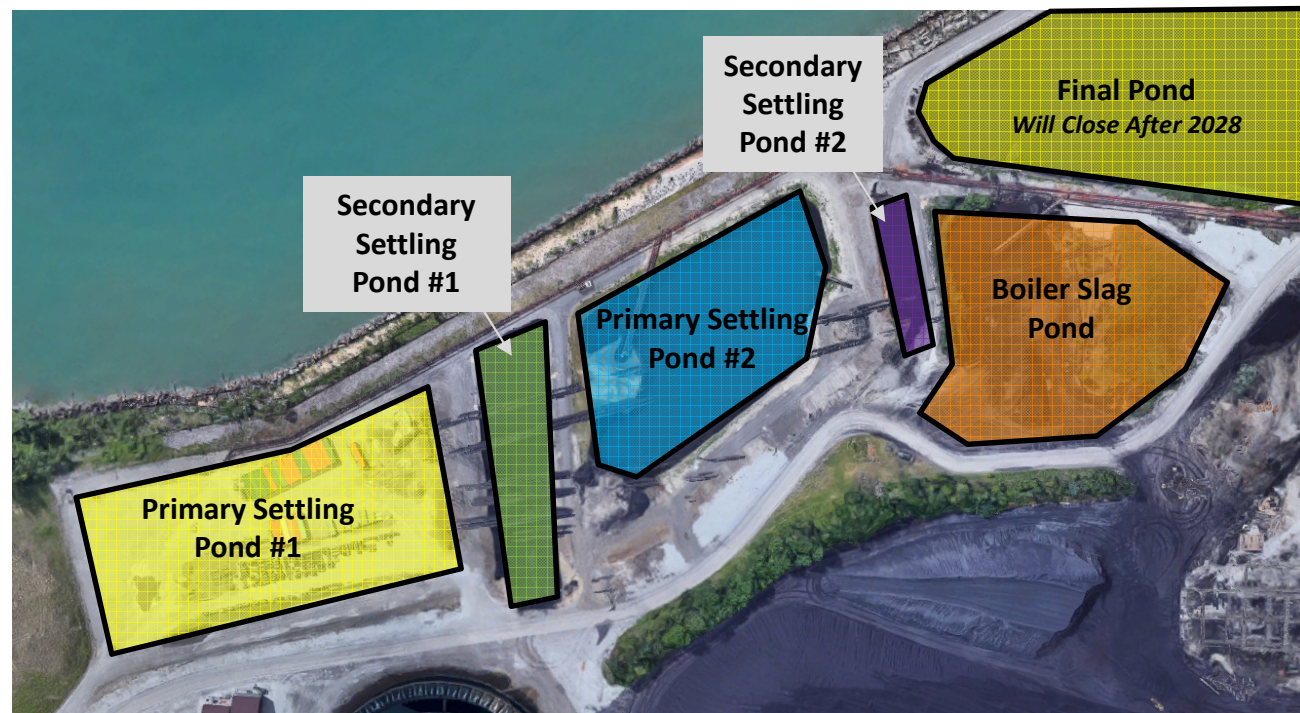 Secondary
Settling
Pond #2
Final Pond
Will Close After 2028
Secondary
Settling
Pond #1
Primary Settling
Pond #2
Boiler Slag
Pond
Primary Settling
Pond #1